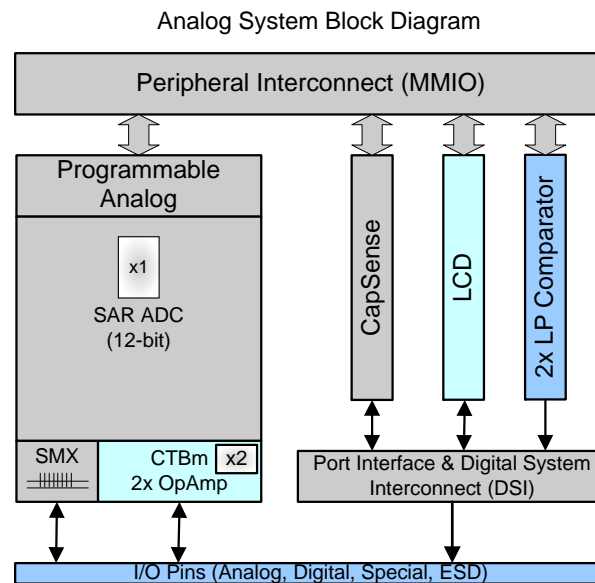 Analog System Block Diagram
Peripheral Interconnect (MMIO)
Programmable
Analog
x1
SAR ADC
(12-bit)
CapSense
LCD
2x LP Comparator
SMX
CTBm
x2
2x OpAmp
Port Interface & Digital System
Interconnect (DSI)
I/O Pins (Analog, Digital, Special, ESD)